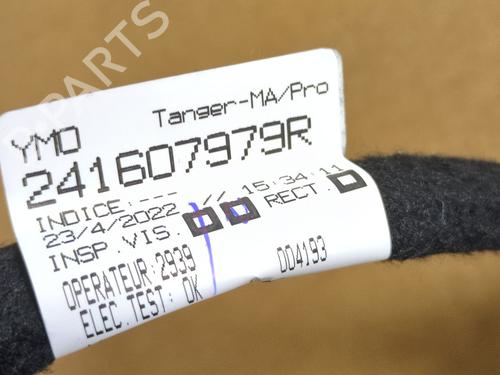 PARTS
Tanger-MA/Pro
YMO
241607979R
INDICE:---
23/4/2022 // 15:34:11
INSP.VIS. RECT.
OPERATEUR:2939
ELEC.TEST: OK
DD4193